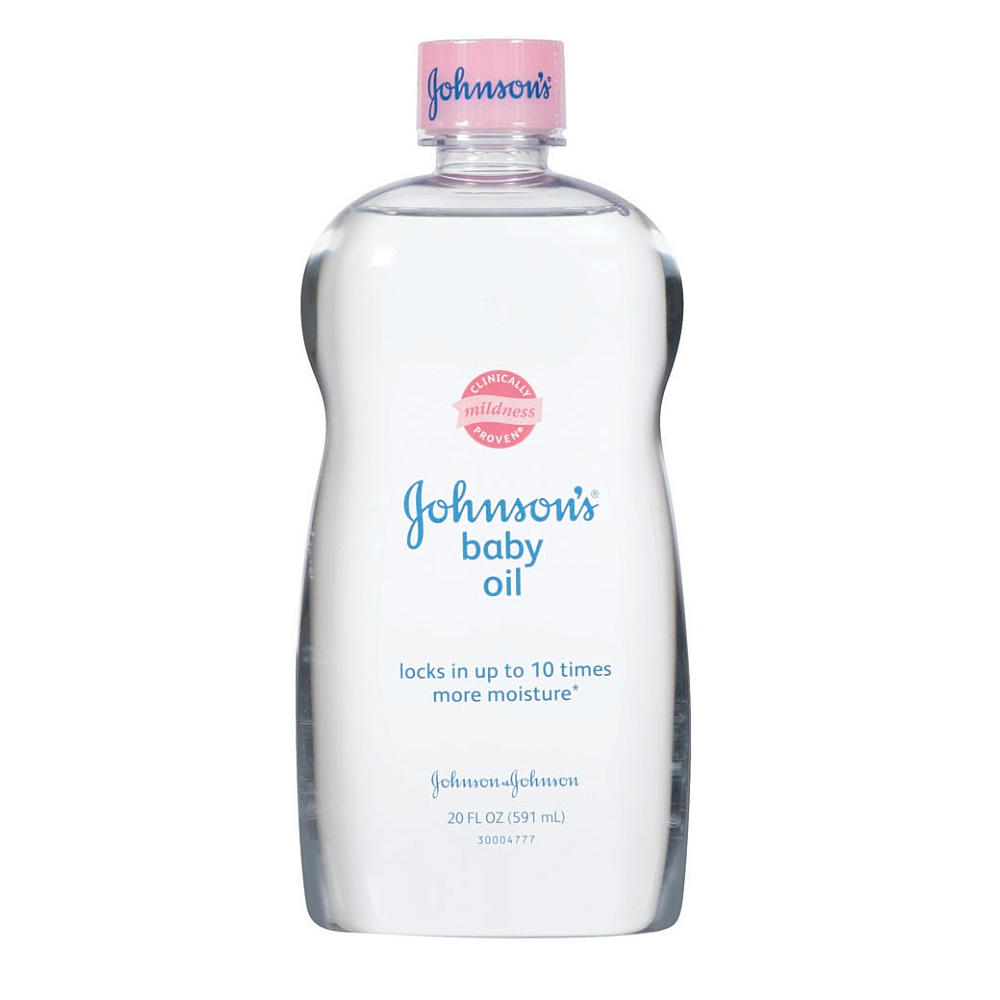 Johnson's®
CLINICALLY
mildness
PROVEN®
Johnson's®
baby
oil
locks in up to 10 times
more moisture*
Johnson & Johnson
20 FL OZ (591 mL)
30004777